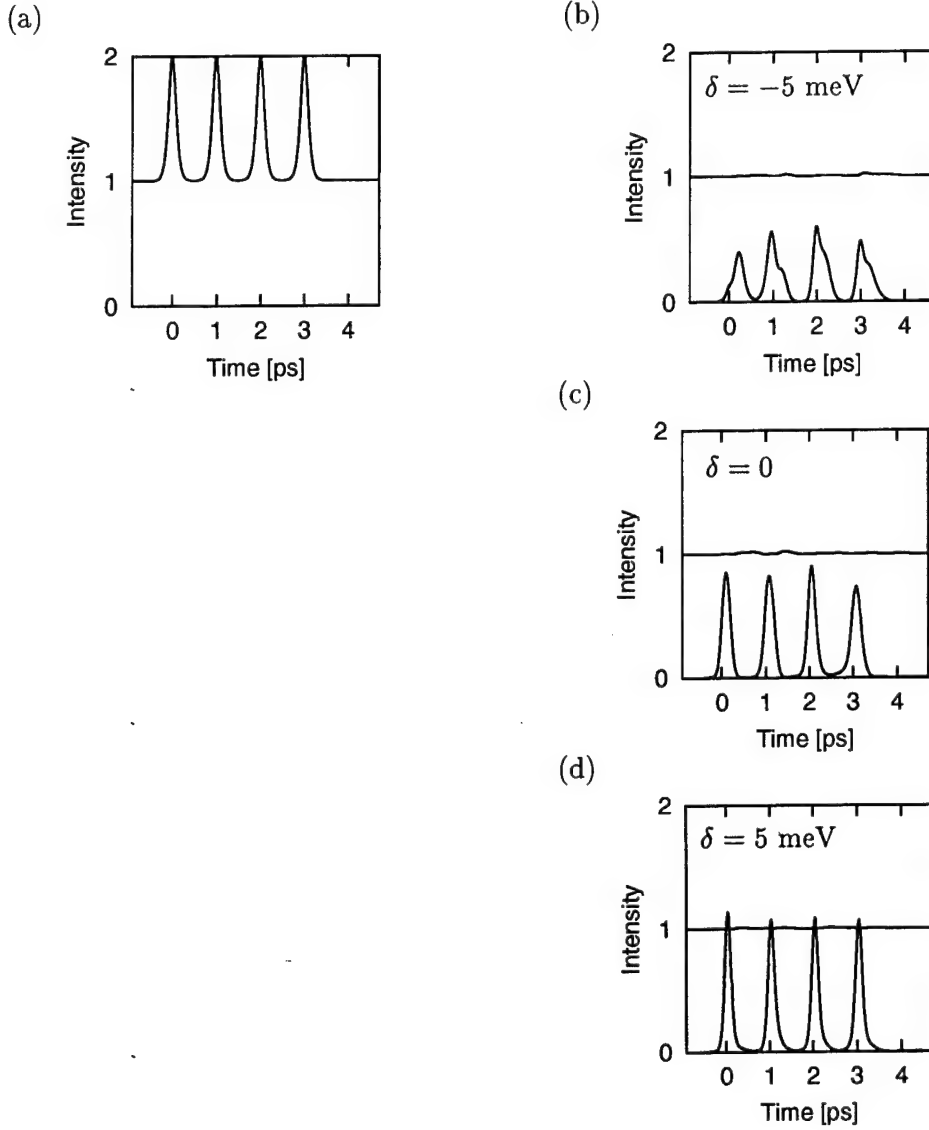 (a)
2
1
0
Intensity
0 1 2 3 4
Time [ps]
(b)
δ = −5 meV
2
1
0
Intensity
0 1 2 3 4
Time [ps]
(c)
δ = 0
2
1
0
Intensity
0 1 2 3 4
Time [ps]
(d)
δ = 5 meV
2
1
0
Intensity
0 1 2 3 4
Time [ps]